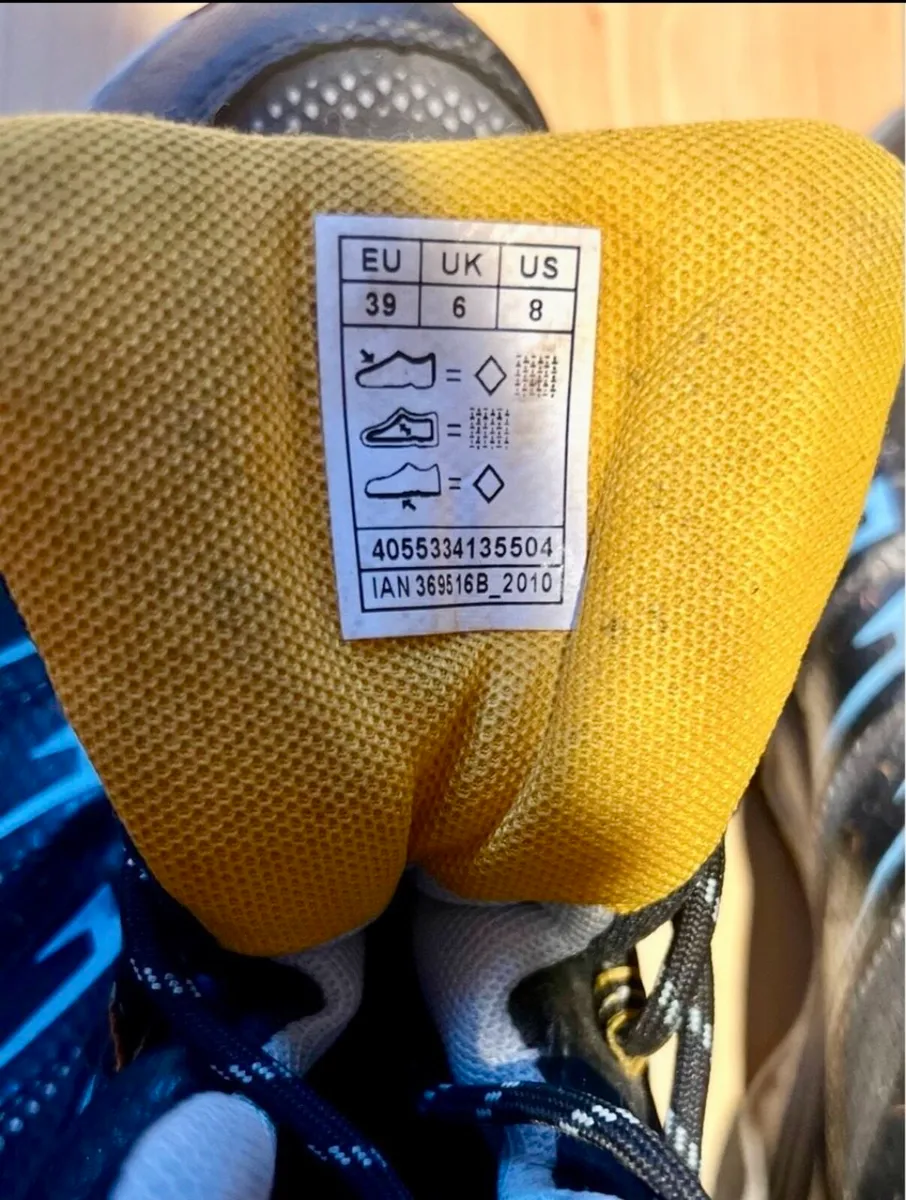 EU UK US
39 6 8
=
=
=
4055334135504
IAN 369516B_2010